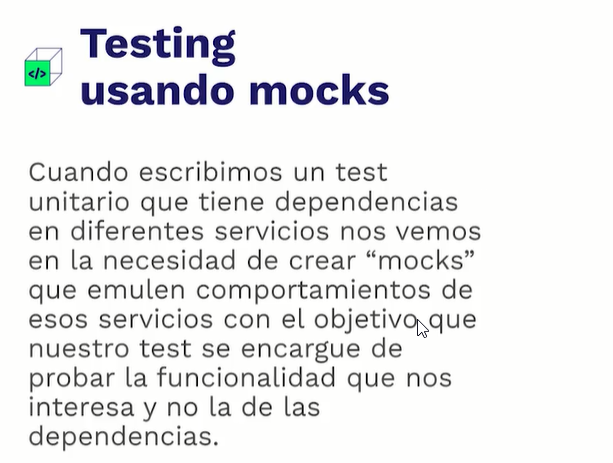 </>
Testing
usando mocks
Cuando escribimos un test
unitario que tiene dependencias
en diferentes servicios nos vemos
en la necesidad de crear “mocks”
que emulen comportamientos de
esos servicios con el objetivo que
nuestro test se encargue de
probar la funcionalidad que nos
interesa y no la de las
dependencias.